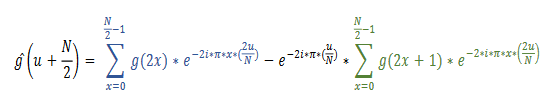 ĝ(u + N/2) = ∑_{x=0}^{N/2−1} g(2x) * e^{−2i*π*x*(2u/N)} − e^{−2i*π*(u/N)} * ∑_{x=0}^{N/2−1} g(2x + 1) * e^{−2*i*π*x*(2u/N)}